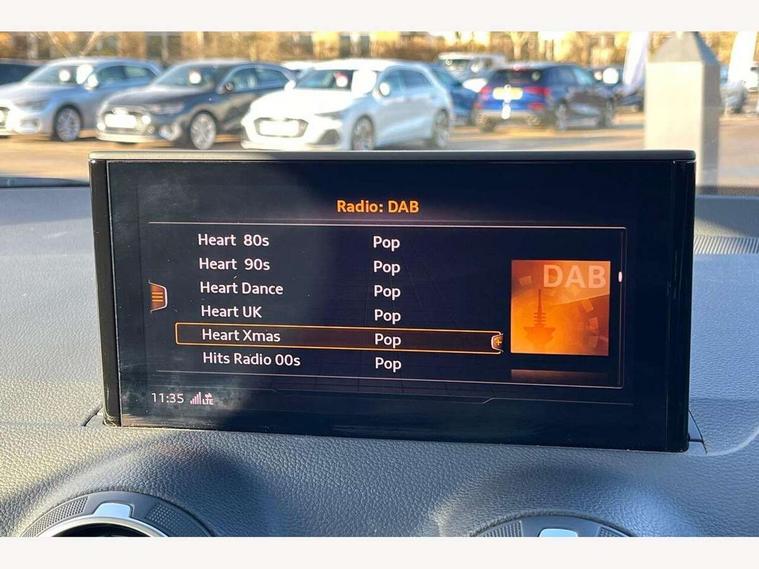 Radio: DAB
Heart 80s Pop
Heart 90s Pop
Heart Dance Pop
Heart UK Pop
Heart Xmas Pop
Hits Radio 00s Pop
DAB
11:35 LTE